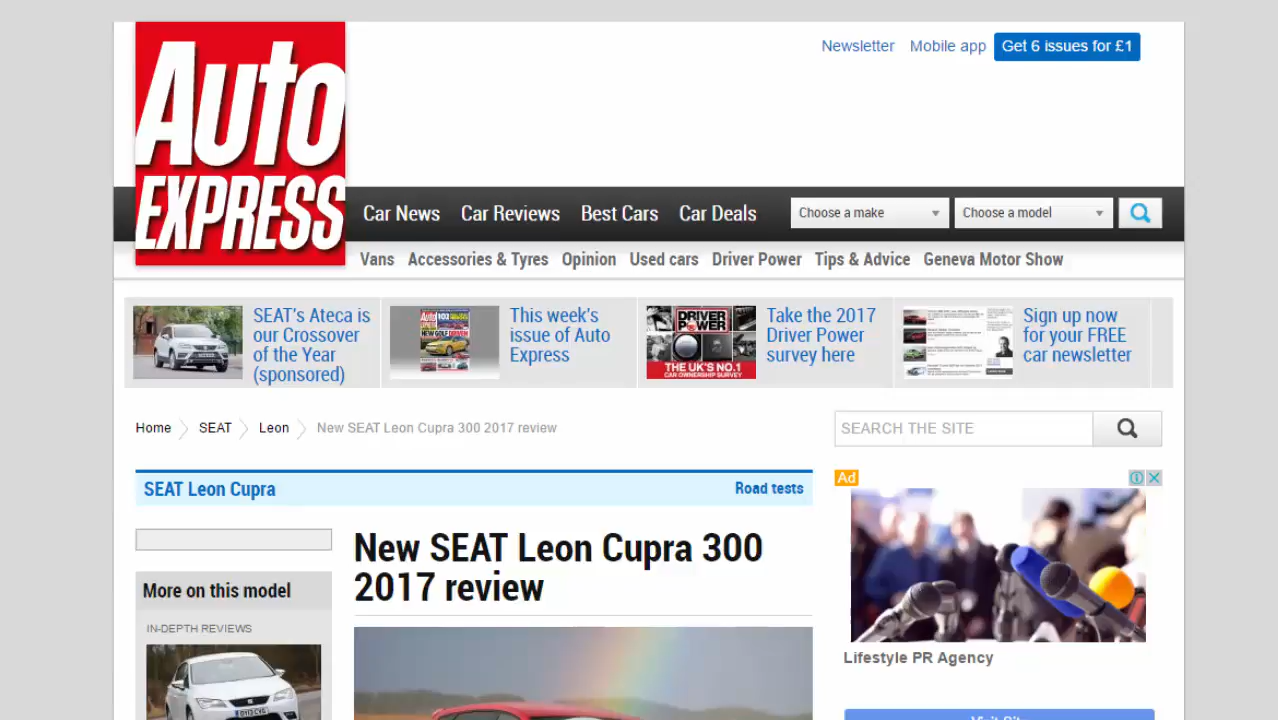 Auto
EXPRESS
Newsletter Mobile app Get 6 issues for £1
Car News Car Reviews Best Cars Car Deals Choose a make Choose a model
Vans Accessories & Tyres Opinion Used cars Driver Power Tips & Advice Geneva Motor Show
SEAT's Ateca is
our Crossover
of the Year
(sponsored)
This week's
issue of Auto
Express
DRIVER
POWER
THE UK'S NO.1
CAR OWNERSHIP SURVEY
Take the 2017
Driver Power
survey here
Sign up now
for your FREE
car newsletter
Home SEAT Leon New SEAT Leon Cupra 300 2017 review
SEARCH THE SITE
SEAT Leon Cupra Road tests
Ad
New SEAT Leon Cupra 300
2017 review
More on this model
IN-DEPTH REVIEWS
Lifestyle PR Agency
Visit Site